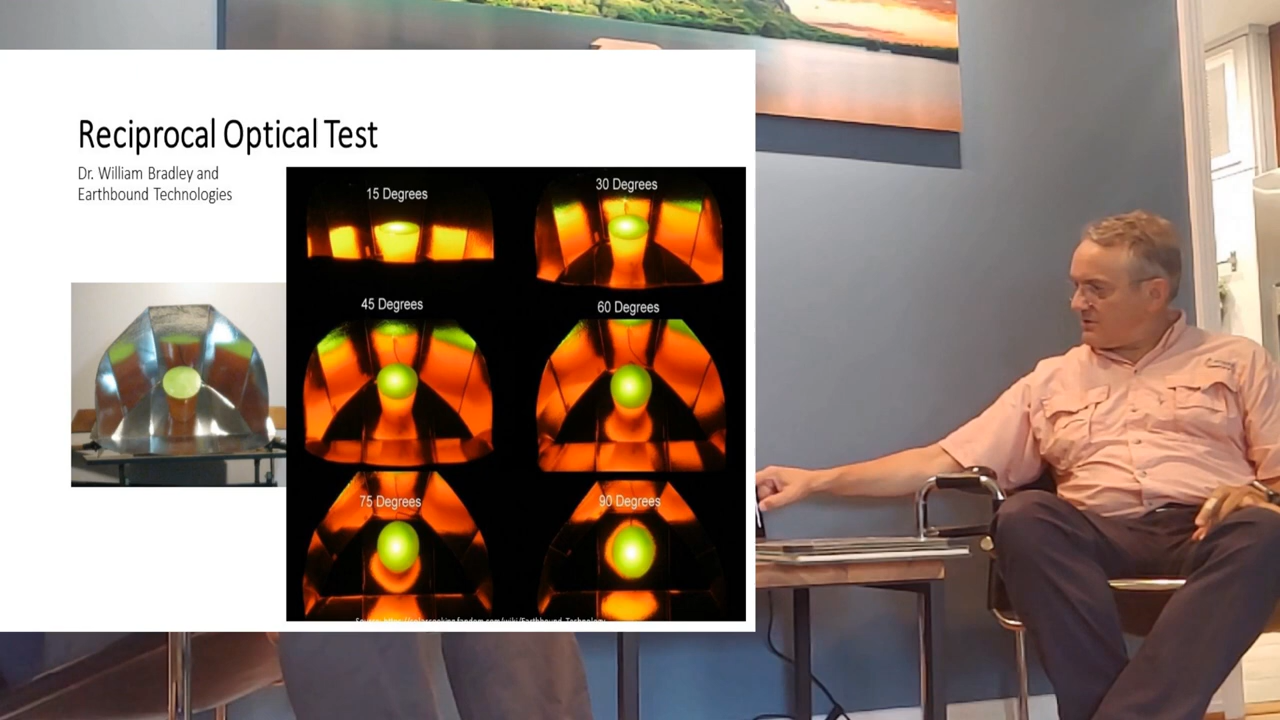 Reciprocal Optical Test
Dr. William Bradley and
Earthbound Technologies
15 Degrees
30 Degrees
45 Degrees
60 Degrees
75 Degrees
90 Degrees